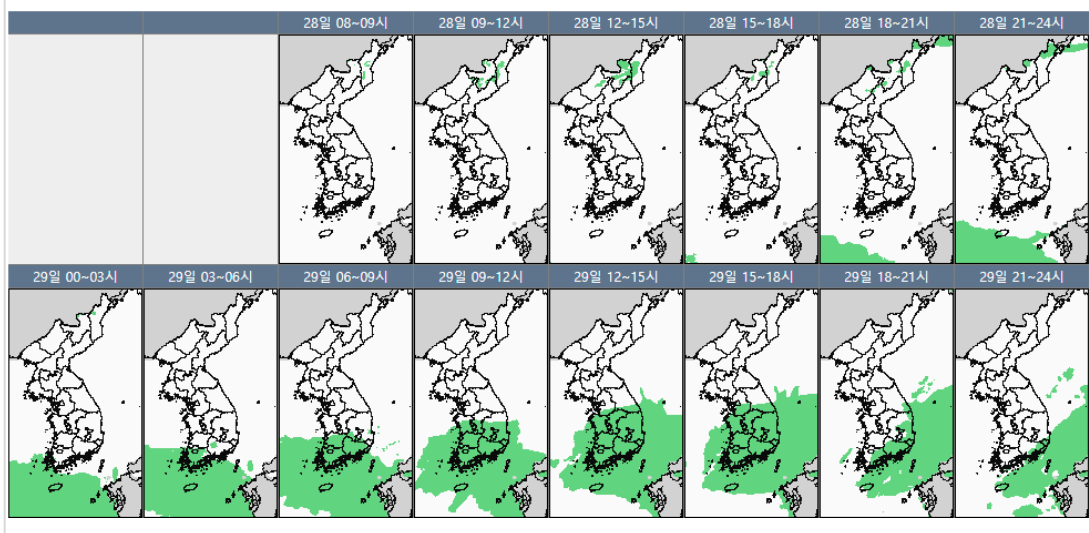 28일 08~09시
28일 09~12시
28일 12~15시
28일 15~18시
28일 18~21시
28일 21~24시
29일 00~03시
29일 03~06시
29일 06~09시
29일 09~12시
29일 12~15시
29일 15~18시
29일 18~21시
29일 21~24시